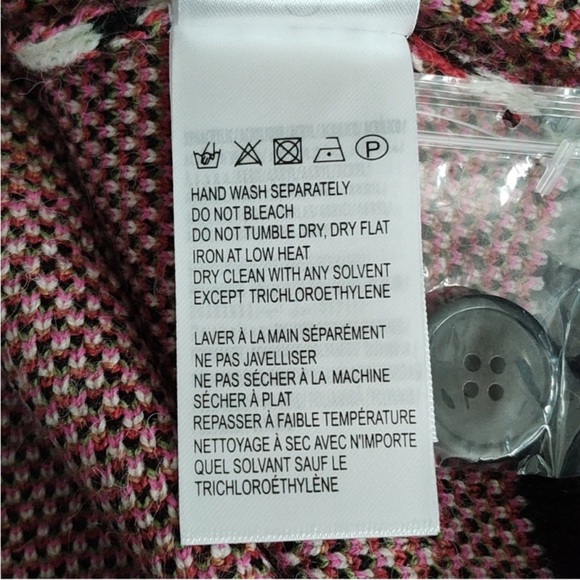 P
HAND WASH SEPARATELY
DO NOT BLEACH
DO NOT TUMBLE DRY, DRY FLAT
IRON AT LOW HEAT
DRY CLEAN WITH ANY SOLVENT
EXCEPT TRICHLOROETHYLENE
LAVER À LA MAIN SÉPARÉMENT
NE PAS JAVELLISER
NE PAS SÉCHER À LA MACHINE
SÉCHER À PLAT
REPASSER À FAIBLE TEMPÉRATURE
NETTOYAGE À SEC AVEC N'IMPORTE
QUEL SOLVANT SAUF LE
TRICHLOROÉTHYLÈNE